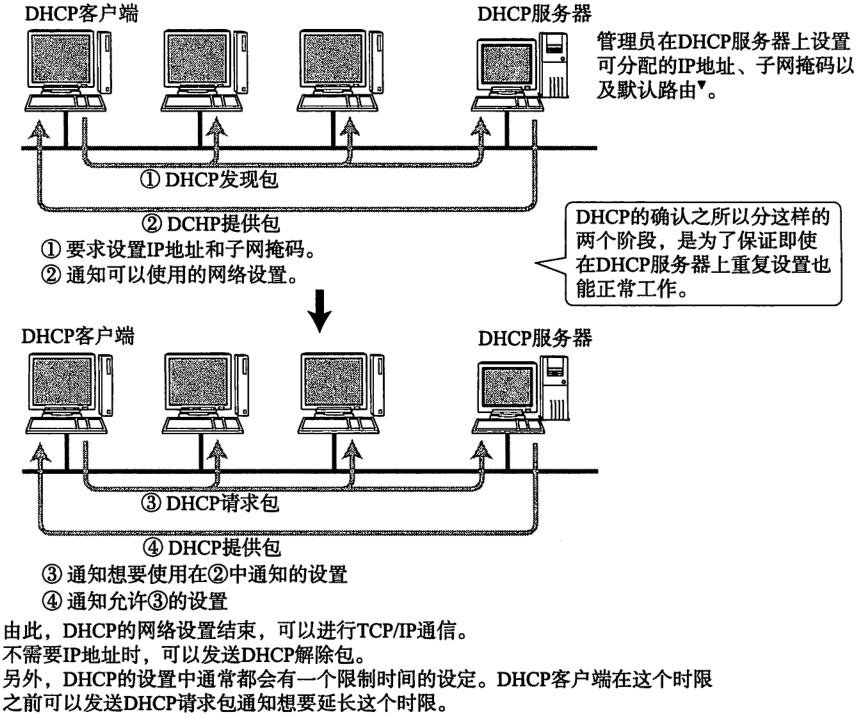 DHCP客户端
DHCP服务器
管理员在DHCP服务器上设置
可分配的IP地址、子网掩码以
及默认路由▼。
① DHCP发现包
② DCHP提供包
① 要求设置IP地址和子网掩码。
② 通知可以使用的网络设置。
DHCP的确认之所以分这样的
两个阶段，是为了保证即使
在DHCP服务器上重复设置也
能正常工作。
DHCP客户端
DHCP服务器
③ DHCP请求包
④ DHCP提供包
③ 通知想要使用在②中通知的设置
④ 通知允许③的设置
由此，DHCP的网络设置结束，可以进行TCP/IP通信。
不需要IP地址时，可以发送DHCP解除包。
另外，DHCP的设置中通常都会有一个限制时间的设定。DHCP客户端在这个时限
之前可以发送DHCP请求包通知想要延长这个时限。